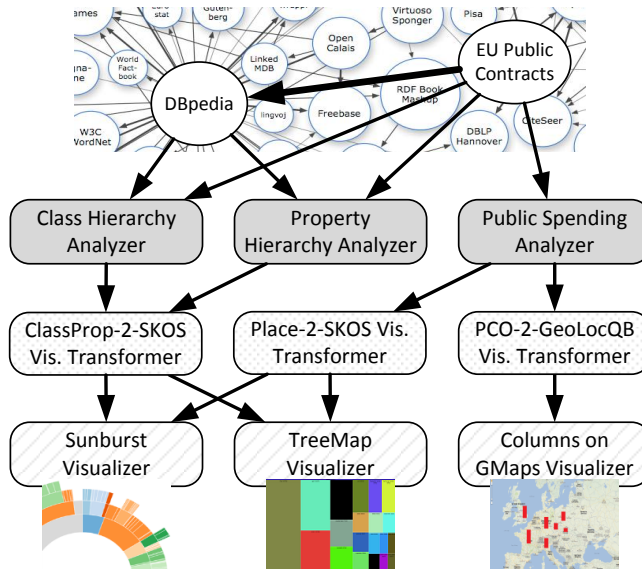 Virtuoso
Sponger
Pisa
Open
Calais
World
Fact-
book
Linked
MDB
EU Public
Contracts
DBpedia
RDF Book
Mashup
lingvoj
Freebase
W3C
WordNet
DBLP
Hannover
CiteSeer
Class Hierarchy
Analyzer
Property
Hierarchy Analyzer
Public Spending
Analyzer
ClassProp-2-SKOS
Vis. Transformer
Place-2-SKOS Vis.
Transformer
PCO-2-GeoLocQB
Vis. Transformer
Sunburst
Visualizer
TreeMap
Visualizer
Columns on
GMaps Visualizer